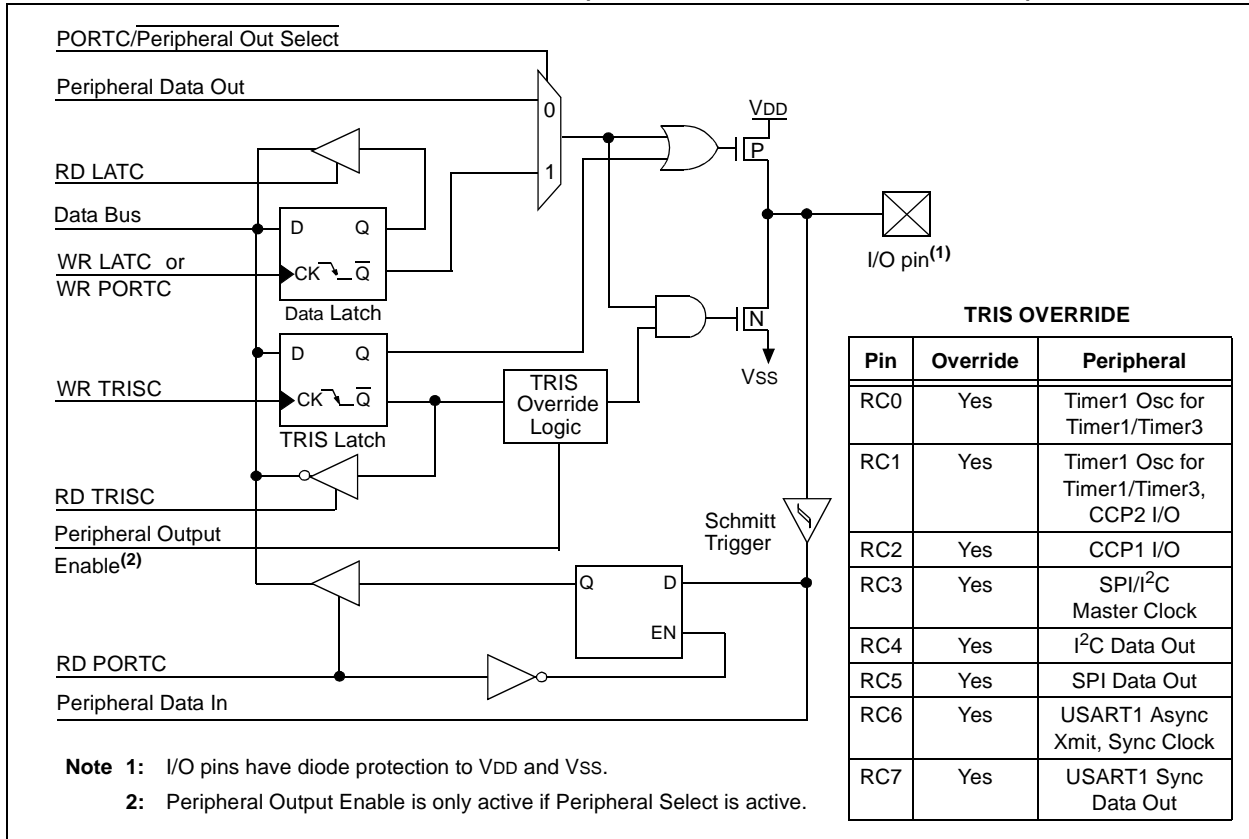 PORTC/Peripheral Out Select
Peripheral Data Out
RD LATC
Data Bus
WR LATC or
WR PORTC
D Q
CK Q
Data Latch
D Q
CK Q
TRIS Latch
WR TRISC
RD TRISC
Peripheral Output
Enable(2)
RD PORTC
Peripheral Data In
0
1
TRIS
Override
Logic
VDD
P
N
VSS
I/O pin(1)
Schmitt
Trigger
Q D
EN
TRIS OVERRIDE
Pin Override Peripheral
RC0 Yes Timer1 Osc for
Timer1/Timer3
RC1 Yes Timer1 Osc for
Timer1/Timer3,
CCP2 I/O
RC2 Yes CCP1 I/O
RC3 Yes SPI/I2C
Master Clock
RC4 Yes I2C Data Out
RC5 Yes SPI Data Out
RC6 Yes USART1 Async
Xmit, Sync Clock
RC7 Yes USART1 Sync
Data Out
Note 1: I/O pins have diode protection to VDD and VSS.
2: Peripheral Output Enable is only active if Peripheral Select is active.